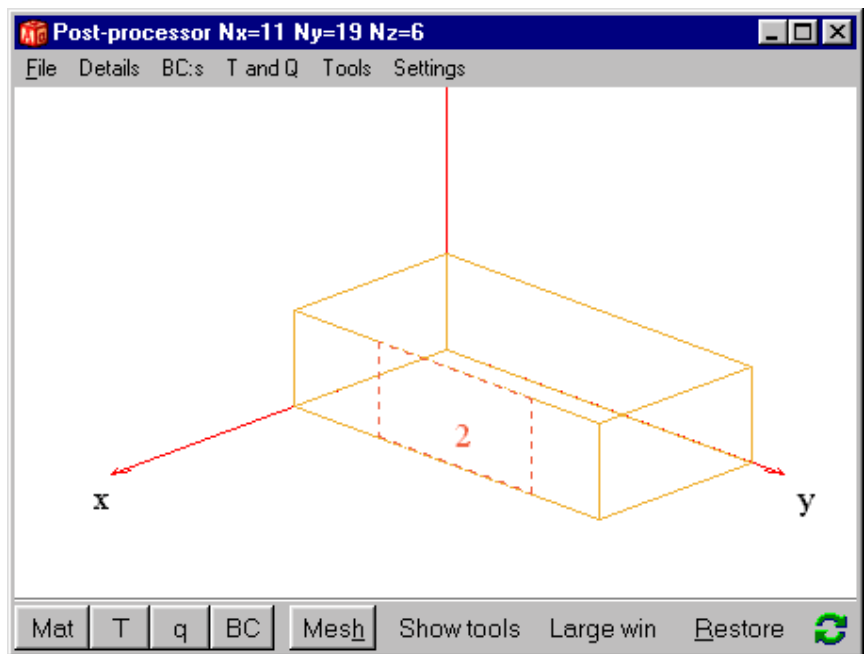 Post-processor Nx=11 Ny=19 Nz=6
File Details BC:s T and Q Tools Settings
2
x
y
Mat T q BC Mesh Show tools Large win Restore